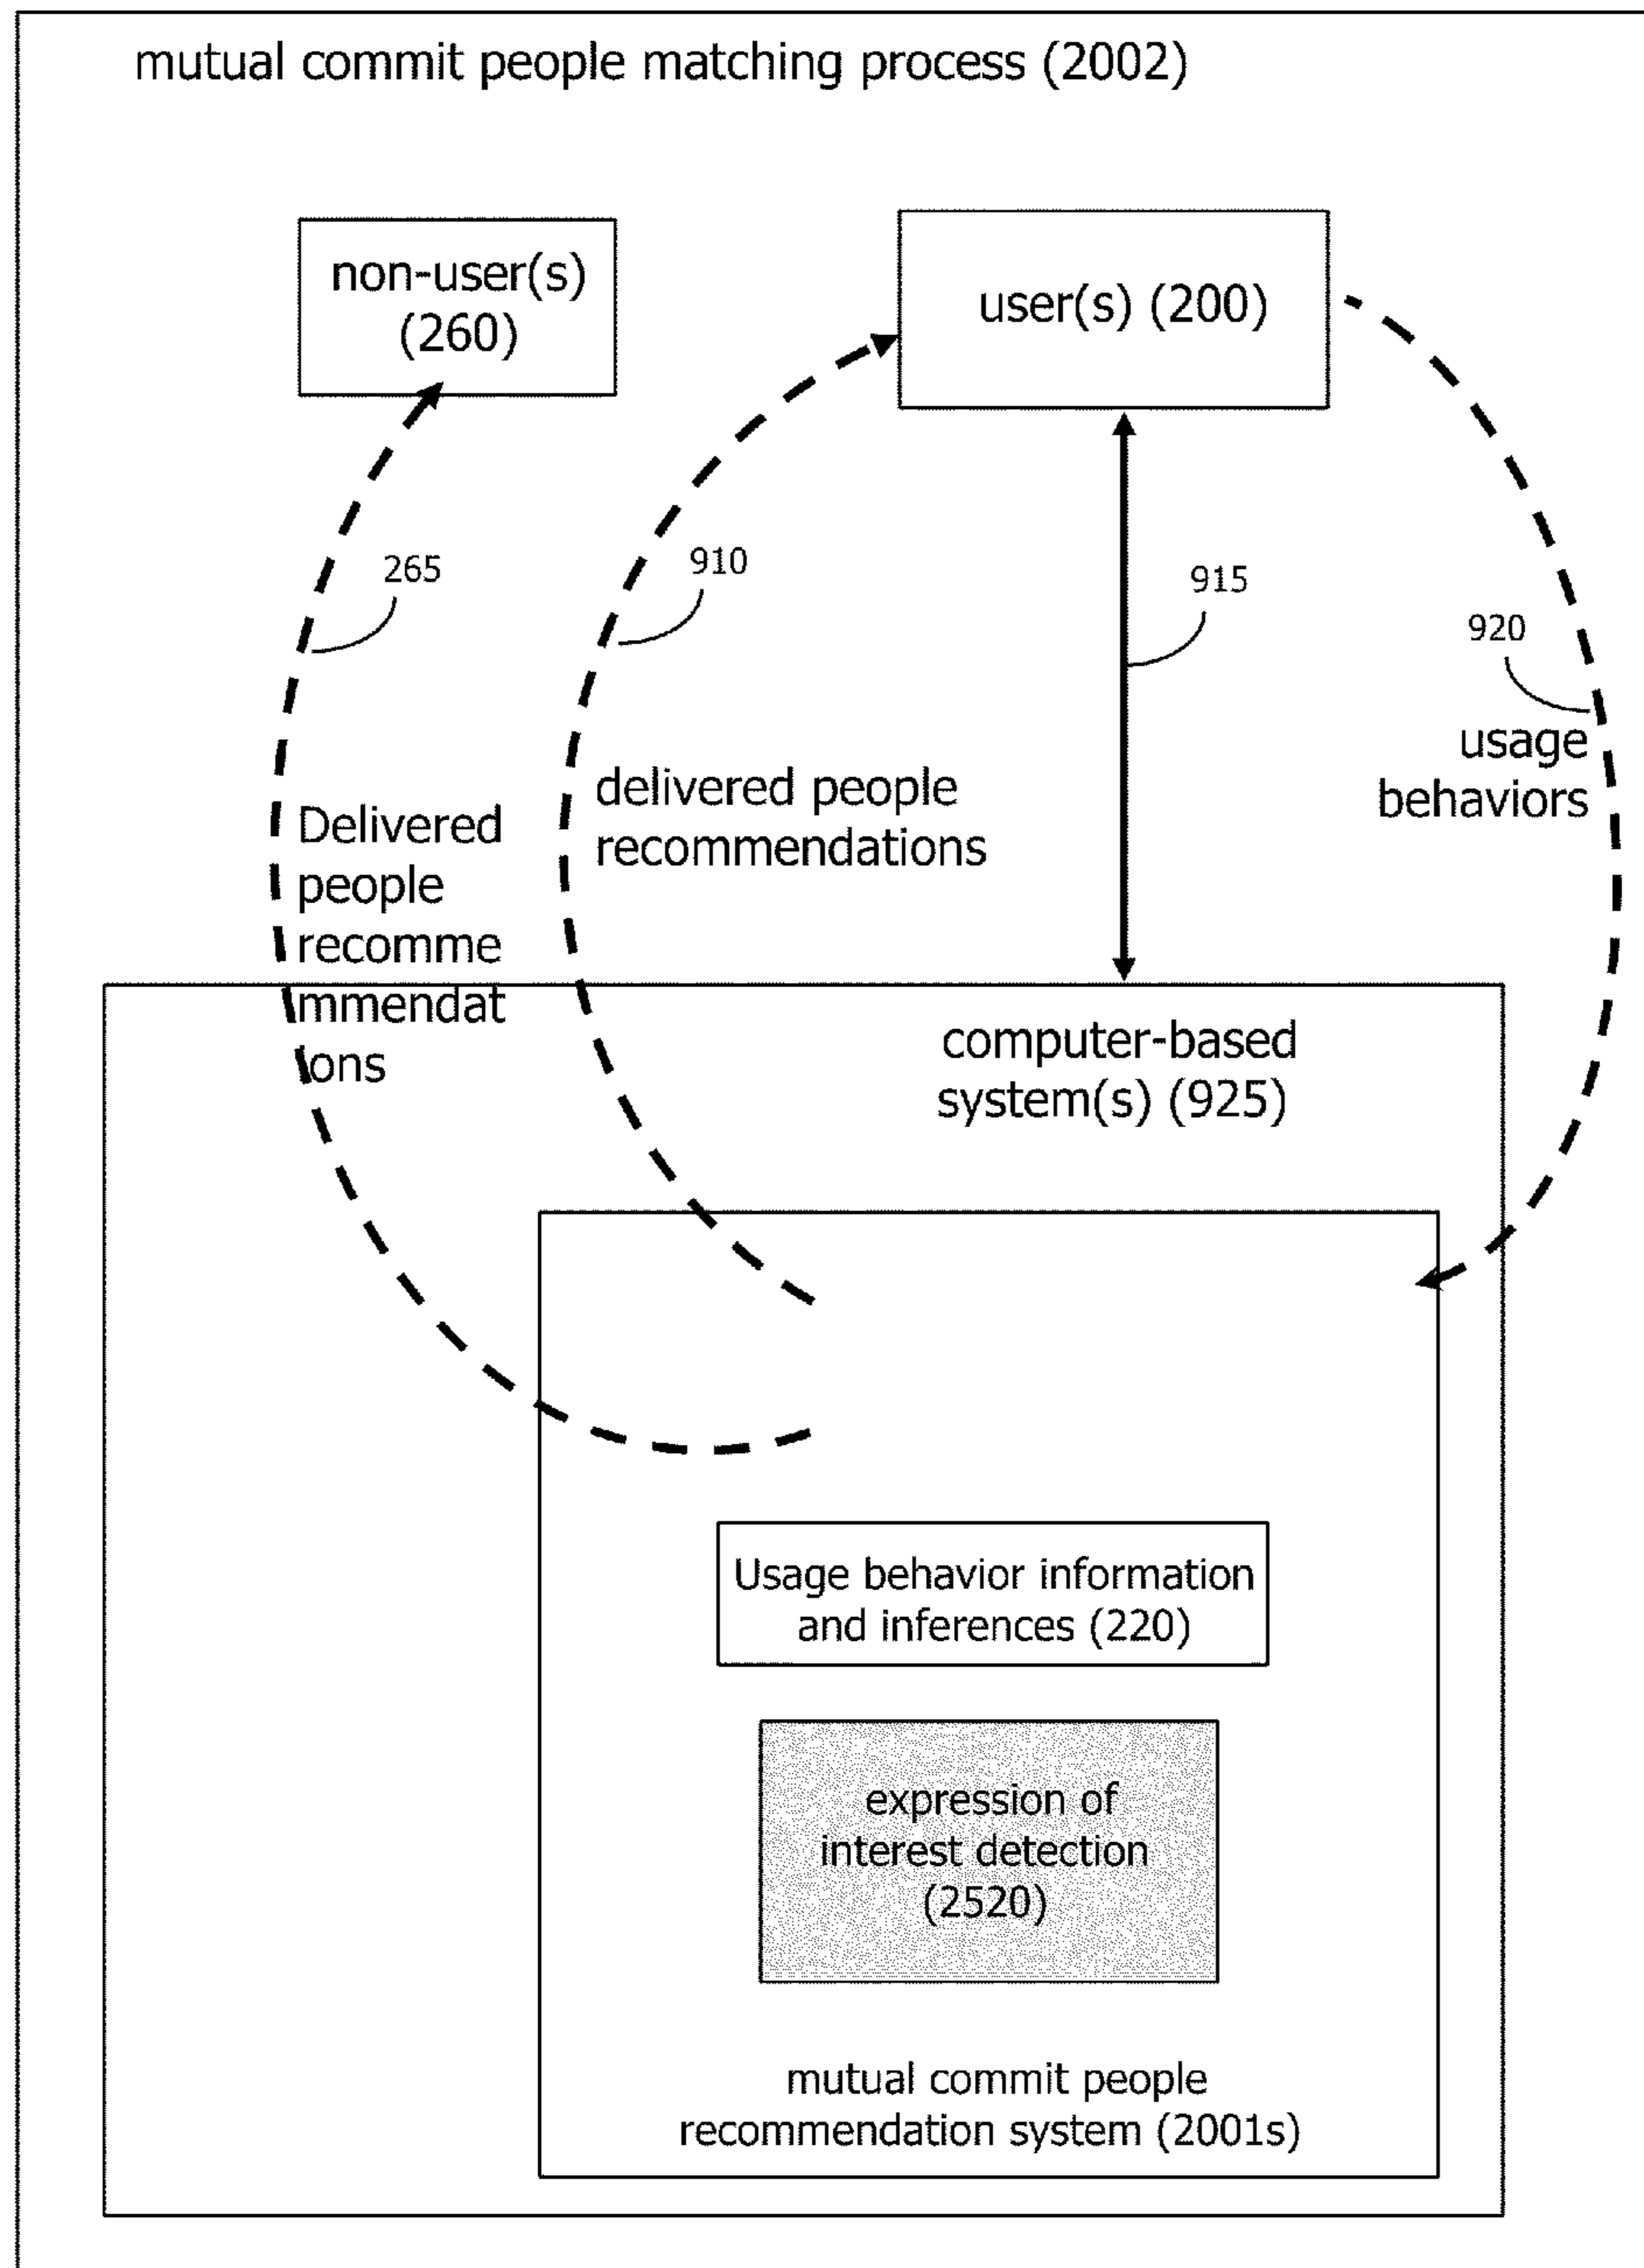 mutual commit people matching process (2002)
non-user(s)
(260)
user(s) (200)
265
910
915
920
usage
behaviors
delivered people
recommendations
Delivered
people
recomme
mmendat
ions
computer-based
system(s) (925)
Usage behavior information
and inferences (220)
expression of
interest detection
(2520)
mutual commit people
recommendation system (2001s)